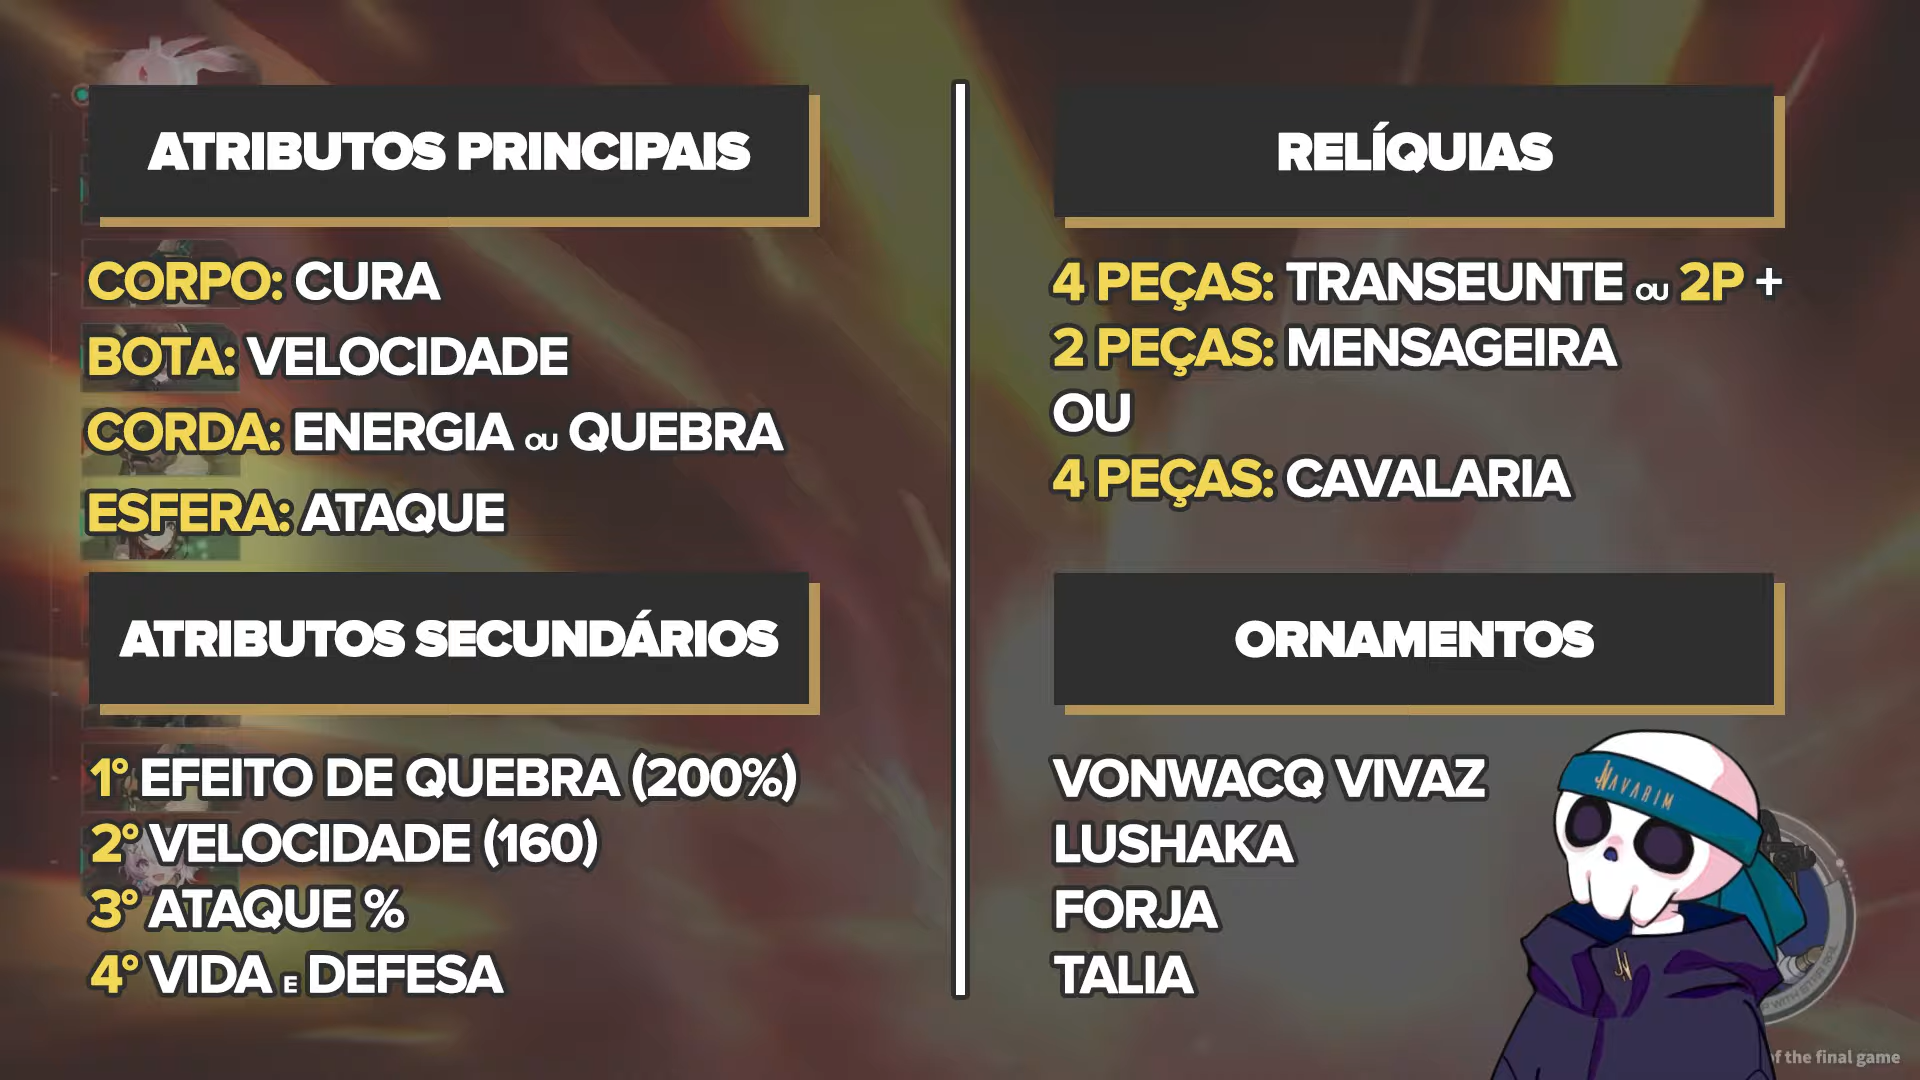 ATRIBUTOS PRINCIPAIS
CORPO: CURA
BOTA: VELOCIDADE
CORDA: ENERGIA OU QUEBRA
ESFERA: ATAQUE
ATRIBUTOS SECUNDÁRIOS
1° EFEITO DE QUEBRA (200%)
2° VELOCIDADE (160)
3° ATAQUE %
4° VIDA E DEFESA
RELÍQUIAS
4 PEÇAS: TRANSEUNTE OU 2P +
2 PEÇAS: MENSAGEIRA
OU
4 PEÇAS: CAVALARIA
ORNAMENTOS
VONWACQ VIVAZ
LUSHAKA
FORJA
TALIA
NAVARIM
of the final game